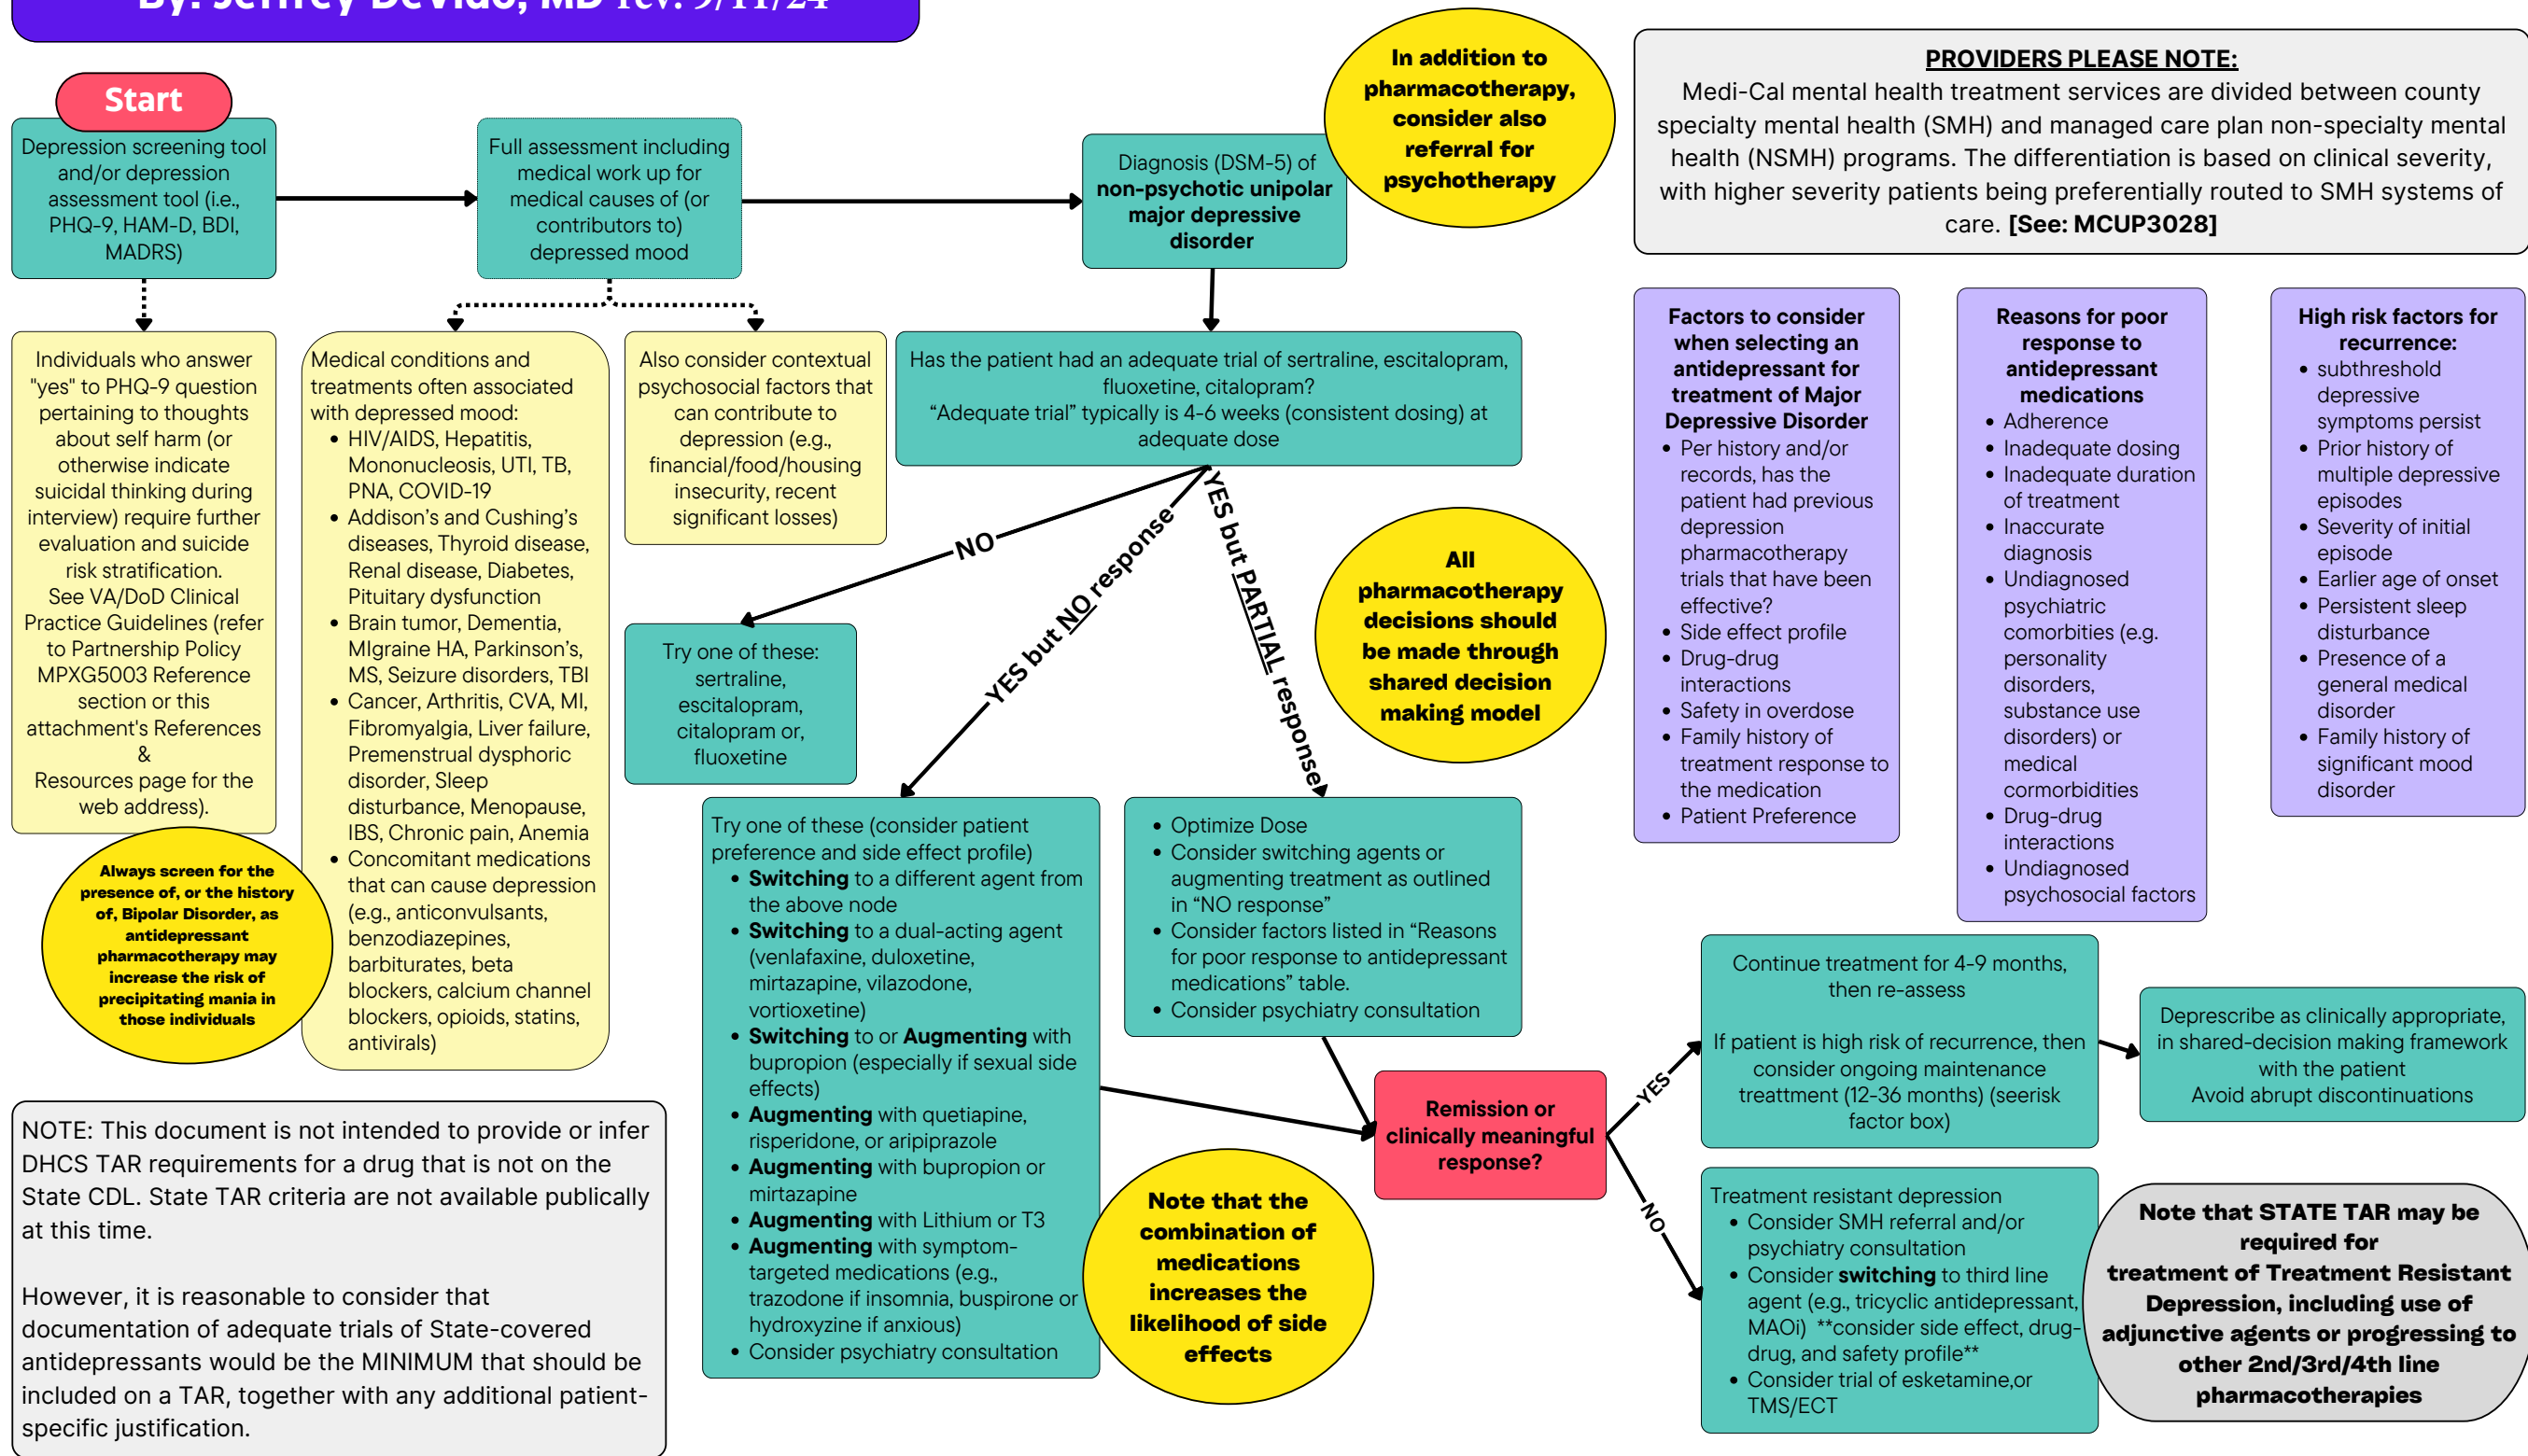 By: Jeffrey DeVido, MD rev. 9/11/24
Start
Depression screening tool
and/or depression
assessment tool (i.e.,
PHQ-9, HAM-D, BDI,
MADRS)
Full assessment including
medical work up for
medical causes of (or
contributors to)
depressed mood
Diagnosis (DSM-5) of
non-psychotic unipolar
major depressive
disorder
In addition to
pharmacotherapy,
consider also
referral for
psychotherapy
PROVIDERS PLEASE NOTE:
Medi-Cal mental health treatment services are divided between county
specialty mental health (SMH) and managed care plan non-specialty mental
health (NSMH) programs. The differentiation is based on clinical severity,
with higher severity patients being preferentially routed to SMH systems of
care. [See: MCUP3028]
Individuals who answer
"yes" to PHQ-9 question
pertaining to thoughts
about self harm (or
otherwise indicate
suicidal thinking during
interview) require further
evaluation and suicide
risk stratification.
See VA/DoD Clinical
Practice Guidelines (refer
to Partnership Policy
MPXG5003 Reference
section or this
attachment's References
&
Resources page for the
web address).
Always screen for the
presence of, or the history
of, Bipolar Disorder, as
antidepressant
pharmacotherapy may
increase the risk of
precipitating mania in
those individuals
Medical conditions and
treatments often associated
with depressed mood:
• HIV/AIDS, Hepatitis,
Mononucleosis, UTI, TB,
PNA, COVID-19
• Addison's and Cushing's
diseases, Thyroid disease,
Renal disease, Diabetes,
Pituitary dysfunction
• Brain tumor, Dementia,
MIgraine HA, Parkinson's,
MS, Seizure disorders, TBI
• Cancer, Arthritis, CVA, MI,
Fibromyalgia, Liver failure,
Premenstrual dysphoric
disorder, Sleep
disturbance, Menopause,
IBS, Chronic pain, Anemia
• Concomitant medications
that can cause depression
(e.g., anticonvulsants,
benzodiazepines,
barbiturates, beta
blockers, calcium channel
blockers, opioids, statins,
antivirals)
Also consider contextual
psychosocial factors that
can contribute to
depression (e.g.,
financial/food/housing
insecurity, recent
significant losses)
Has the patient had an adequate trial of sertraline, escitalopram,
fluoxetine, citalopram?
“Adequate trial” typically is 4-6 weeks (consistent dosing) at
adequate dose
NO
YES but NO response
YES but PARTIAL response
Try one of these:
sertraline,
escitalopram,
citalopram or,
fluoxetine
All
pharmacotherapy
decisions should
be made through
shared decision
making model
Try one of these (consider patient
preference and side effect profile)
• Switching to a different agent from
the above node
• Switching to a dual-acting agent
(venlafaxine, duloxetine,
mirtazapine, vilazodone,
vortioxetine)
• Switching to or Augmenting with
bupropion (especially if sexual side
effects)
• Augmenting with quetiapine,
risperidone, or aripiprazole
• Augmenting with bupropion or
mirtazapine
• Augmenting with Lithium or T3
• Augmenting with symptom-
targeted medications (e.g.,
trazodone if insomnia, buspirone or
hydroxyzine if anxious)
• Consider psychiatry consultation
• Optimize Dose
• Consider switching agents or
augmenting treatment as outlined
in “NO response”
• Consider factors listed in “Reasons
for poor response to antidepressant
medications” table.
• Consider psychiatry consultation
Note that the
combination of
medications
increases the
likelihood of side
effects
Factors to consider
when selecting an
antidepressant for
treatment of Major
Depressive Disorder
• Per history and/or
records, has the
patient had previous
depression
pharmacotherapy
trials that have been
effective?
• Side effect profile
• Drug-drug
interactions
• Safety in overdose
• Family history of
treatment response to
the medication
• Patient Preference
Reasons for poor
response to
antidepressant
medications
• Adherence
• Inadequate dosing
• Inadequate duration
of treatment
• Inaccurate
diagnosis
• Undiagnosed
psychiatric
comorbities (e.g.
personality
disorders,
substance use
disorders) or
medical
cormorbidities
• Drug-drug
interactions
• Undiagnosed
psychosocial factors
High risk factors for
recurrence:
• subthreshold
depressive
symptoms persist
• Prior history of
multiple depressive
episodes
• Severity of initial
episode
• Earlier age of onset
• Persistent sleep
disturbance
• Presence of a
general medical
disorder
• Family history of
significant mood
disorder
Remission or
clinically meaningful
response?
YES
NO
Continue treatment for 4-9 months,
then re-assess
If patient is high risk of recurrence, then
consider ongoing maintenance
treattment (12-36 months) (seerisk
factor box)
Deprescribe as clinically appropriate,
in shared-decision making framework
with the patient
Avoid abrupt discontinuations
Treatment resistant depression
• Consider SMH referral and/or
psychiatry consultation
• Consider switching to third line
agent (e.g., tricyclic antidepressant,
MAOi) **consider side effect, drug-
drug, and safety profile**
• Consider trial of esketamine,or
TMS/ECT
Note that STATE TAR may be
required for
treatment of Treatment Resistant
Depression, including use of
adjunctive agents or progressing to
other 2nd/3rd/4th line
pharmacotherapies
NOTE: This document is not intended to provide or infer
DHCS TAR requirements for a drug that is not on the
State CDL. State TAR criteria are not available publically
at this time.
However, it is reasonable to consider that
documentation of adequate trials of State-covered
antidepressants would be the MINIMUM that should be
included on a TAR, together with any additional patient-
specific justification.